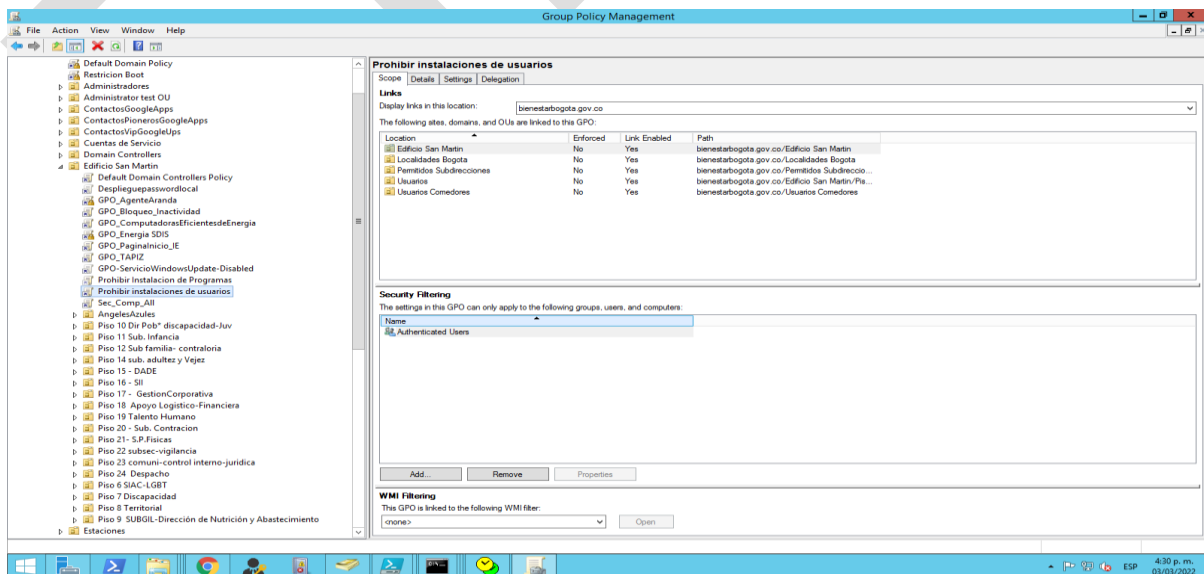 Group Policy Management
File Action View Window Help
Default Domain Policy
Restricion Boot
Administradores
Administrator test OU
ContactosGoogleApps
ContactosPionerosGoogleApps
ContactosVipGoogleUps
Cuentas de Servicio
Domain Controllers
Edificio San Martin
Default Domain Controllers Policy
Desplieguepasswordlocal
GPO_AgenteAranda
GPO_Bloqueo_Inactividad
GPO_ComputadorasEficientesdeEnergia
GPO_Energia SDIS
GPO_PaginaInicio_IE
GPO_TAPIZ
GPO-ServicioWindowsUpdate-Disabled
Prohibir Instalacion de Programas
Prohibir instalaciones de usuarios
Sec_Comp_All
AngelesAzules
Piso 10 Dir Pob* discapacidad-Juv
Piso 11 Sub. Infancia
Piso 12 Sub familia- contraloria
Piso 14 sub. adultez y Vejez
Piso 15 - DADE
Piso 16 - SII
Piso 17 - GestionCorporativa
Piso 18 Apoyo Logistico-Financiera
Piso 19 Talento Humano
Piso 20 - Sub. Contracion
Piso 21- S.P.Fisicas
Piso 22 subsec-vigilancia
Piso 23 comuni-control interno-juridica
Piso 24 Despacho
Piso 6 SIAC-LGBT
Piso 7 Discapacidad
Piso 8 Territorial
Piso 9 SUBGIL-Dirección de Nutrición y Abastecimiento
Estaciones
Prohibir instalaciones de usuarios
Scope Details Settings Delegation
Links
Display links in this location: bienestarbogota.gov.co
The following sites, domains, and OUs are linked to this GPO:
Location Enforced Link Enabled Path
Edificio San Martin No Yes bienestarbogota.gov.co/Edificio San Martin
Localidades Bogota No Yes bienestarbogota.gov.co/Localidades Bogota
Permitidos Subdirecciones No Yes bienestarbogota.gov.co/Permitidos Subdireccio...
Usuarios No Yes bienestarbogota.gov.co/Edificio San Martin/Pis...
Usuarios Comedores No Yes bienestarbogota.gov.co/Usuarios Comedores
Security Filtering
The settings in this GPO can only apply to the following groups, users, and computers:
Name
Authenticated Users
Add... Remove Properties
WMI Filtering
This GPO is linked to the following WMI filter:
<none> Open
ESP
4:30 p. m.
03/03/2022